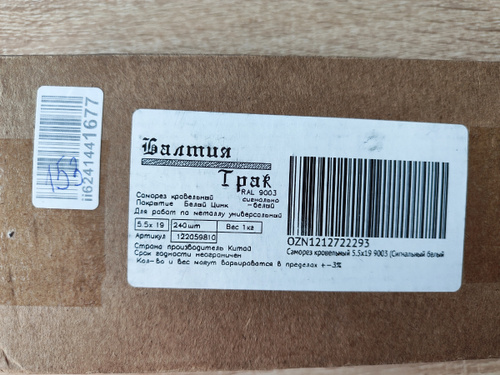 ii6241441677
153
Балтия
Трак
RAL 9003
Саморез кровельный сигнально
Покрытие Белый Цинк -белый
Для работ по металлу универсальный
5.5х 19 240шт Вес 1кг
Артикул 122059810
Страна производитель Китай
Срок годности неограничен
Кол-во и вес могут варьироваться в пределах +-3%
OZN1212722293
Саморез кровельный 5.5х19 9003 (Сигнальный белый